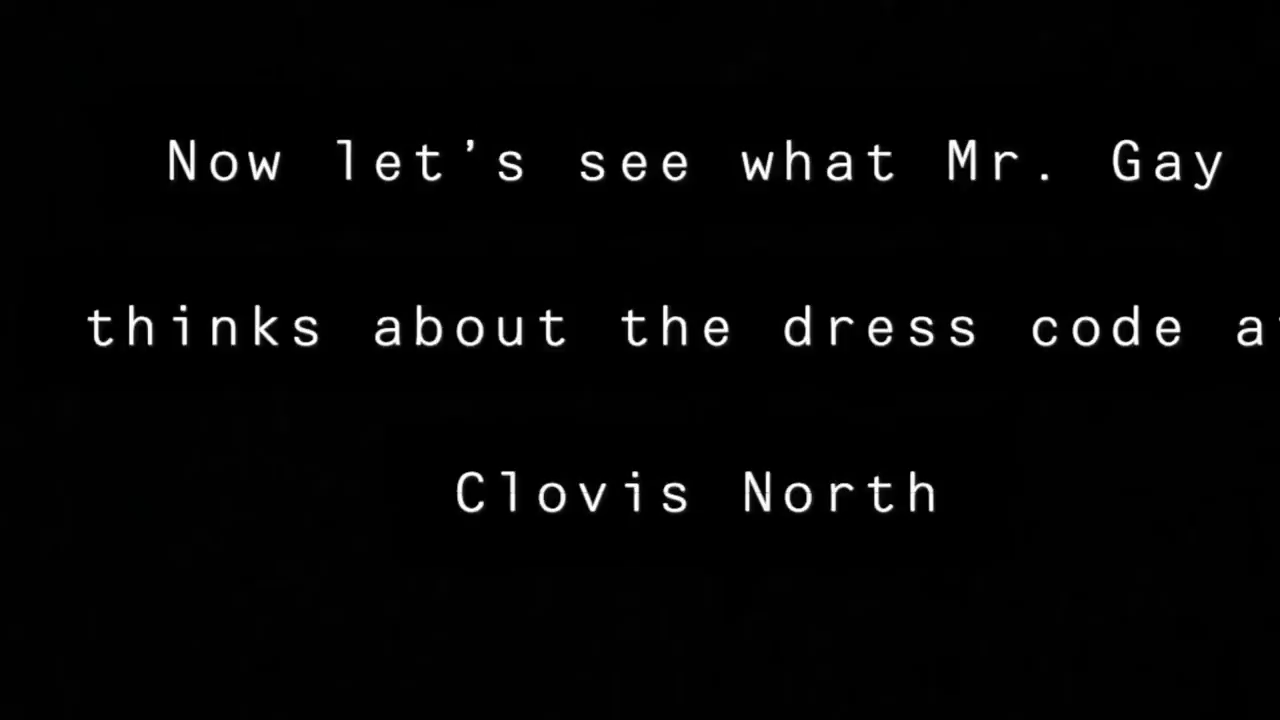 Now let's see what Mr. Gay
thinks about the dress code a
Clovis North